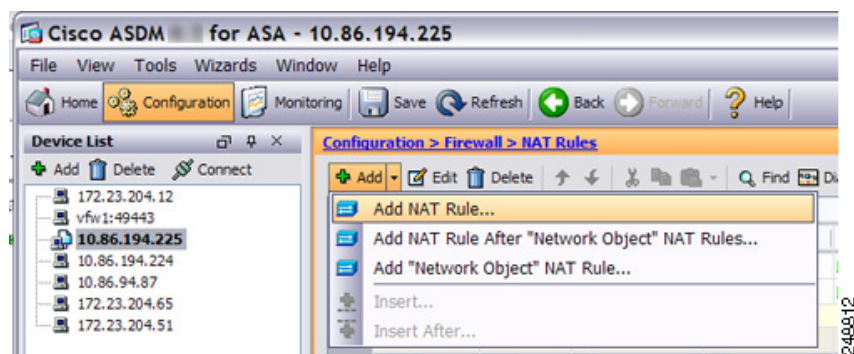 Cisco ASDM for ASA - 10.86.194.225
File View Tools Wizards Window Help
Home Configuration Monitoring Save Refresh Back Forward Help
Device List
Add Delete Connect
172.23.204.12
vfw1:49443
10.86.194.225
10.86.194.224
10.86.94.87
172.23.204.65
172.23.204.51
Configuration > Firewall > NAT Rules
Add Edit Delete Find Di
Add NAT Rule...
Add NAT Rule After "Network Object" NAT Rules...
Add "Network Object" NAT Rule...
Insert...
Insert After...
248812